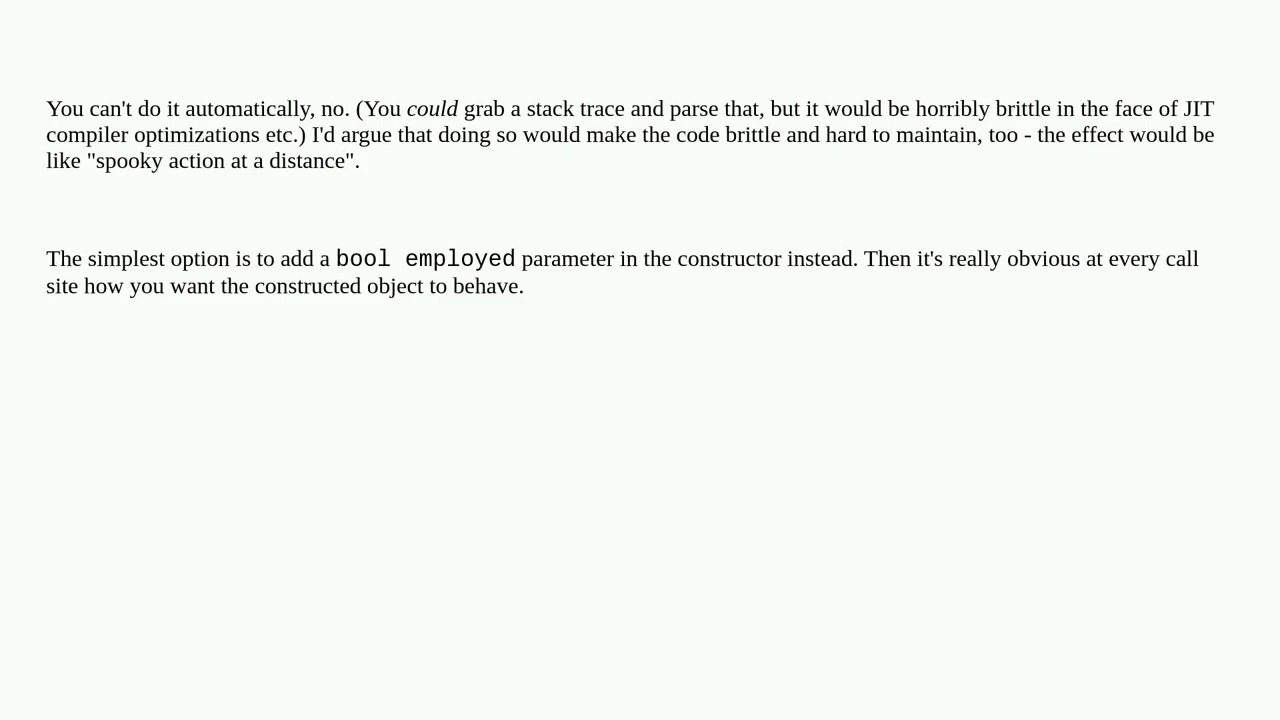 You can't do it automatically, no. (You could grab a stack trace and parse that, but it would be horribly brittle in the face of JIT
compiler optimizations etc.) I'd argue that doing so would make the code brittle and hard to maintain, too - the effect would be
like "spooky action at a distance".
The simplest option is to add a bool employed parameter in the constructor instead. Then it's really obvious at every call
site how you want the constructed object to behave.